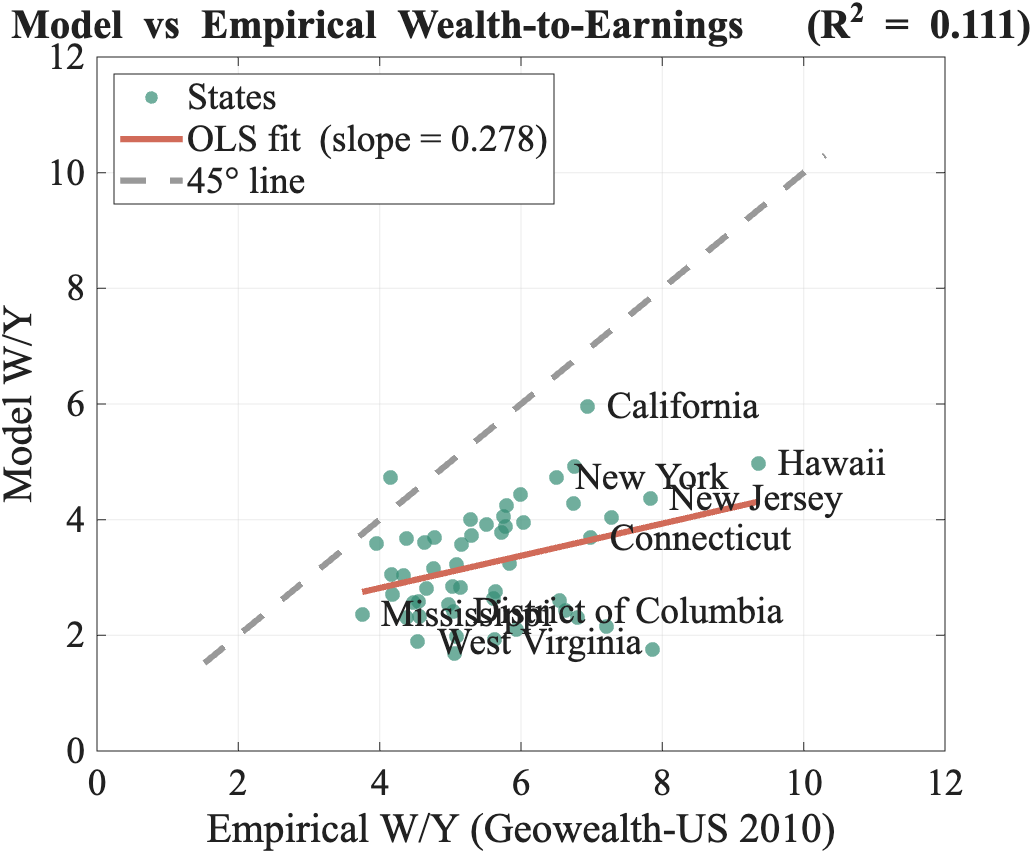 Model vs Empirical Wealth-to-Earnings (R² = 0.111)
12
10
8
6
4
2
0
Model W/Y
States
OLS fit (slope = 0.278)
45° line
California
Hawaii
New York
New Jersey
Connecticut
Mississippi
District of Columbia
West Virginia
0 2 4 6 8 10 12
Empirical W/Y (Geowealth-US 2010)